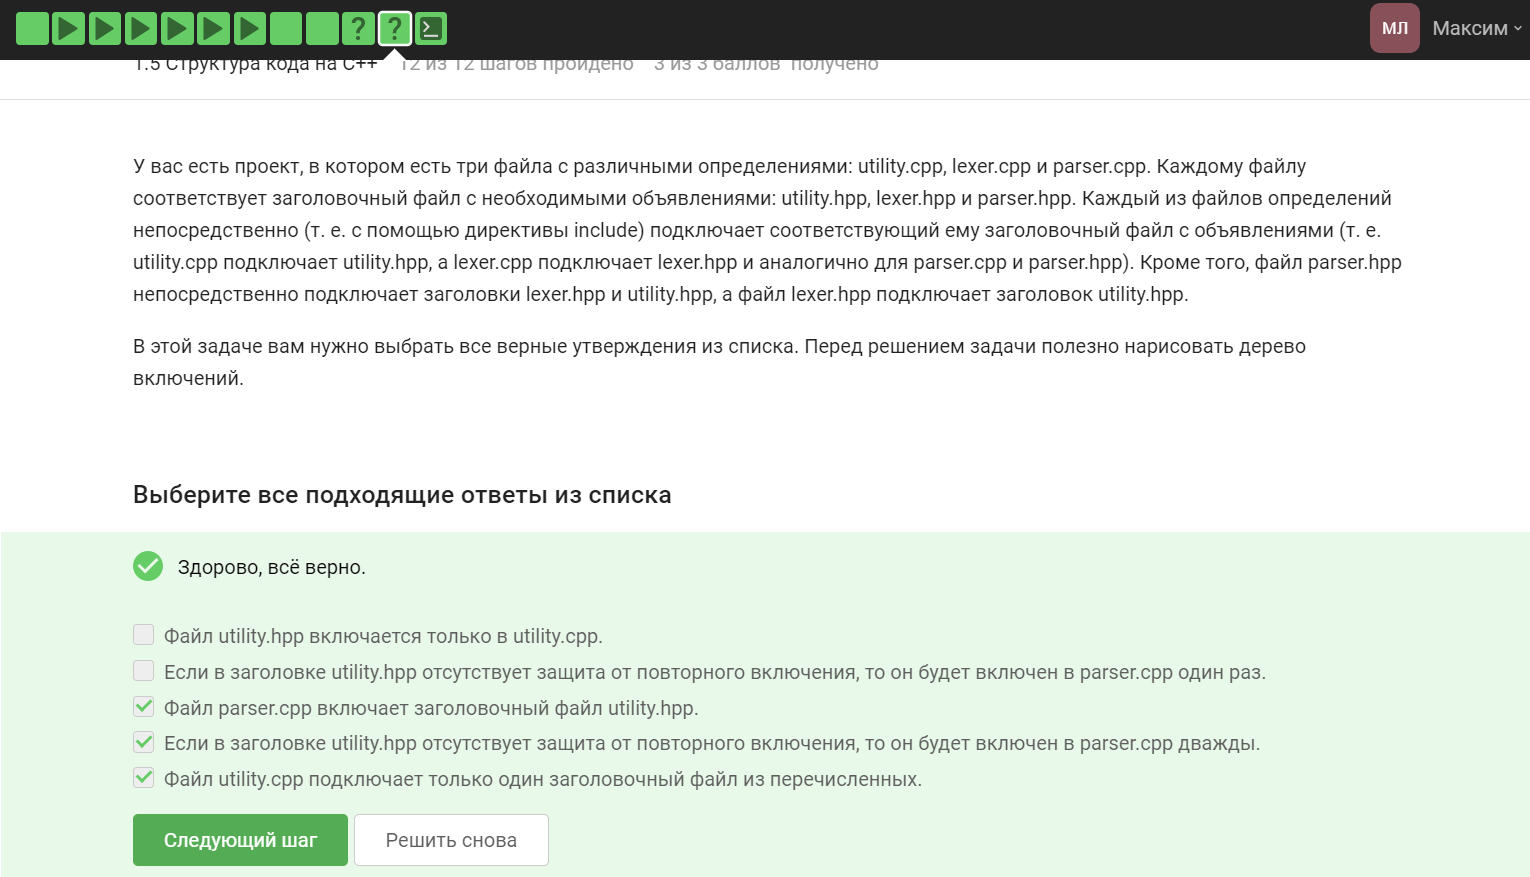 ? ?
МЛ Максим
1.5 Структура кода на C++ 12 из 12 шагов пройдено 3 из 3 баллов получено
У вас есть проект, в котором есть три файла с различными определениями: utility.cpp, lexer.cpp и parser.cpp. Каждому файлу
соответствует заголовочный файл с необходимыми объявлениями: utility.hpp, lexer.hpp и parser.hpp. Каждый из файлов определений
непосредственно (т. е. с помощью директивы include) подключает соответствующий ему заголовочный файл с объявлениями (т. е.
utility.cpp подключает utility.hpp, а lexer.cpp подключает lexer.hpp и аналогично для parser.cpp и parser.hpp). Кроме того, файл parser.hpp
непосредственно подключает заголовки lexer.hpp и utility.hpp, а файл lexer.hpp подключает заголовок utility.hpp.
В этой задаче вам нужно выбрать все верные утверждения из списка. Перед решением задачи полезно нарисовать дерево
включений.
Выберите все подходящие ответы из списка
Здорово, всё верно.
Файл utility.hpp включается только в utility.cpp.
Если в заголовке utility.hpp отсутствует защита от повторного включения, то он будет включен в parser.cpp один раз.
Файл parser.cpp включает заголовочный файл utility.hpp.
Если в заголовке utility.hpp отсутствует защита от повторного включения, то он будет включен в parser.cpp дважды.
Файл utility.cpp подключает только один заголовочный файл из перечисленных.
Следующий шаг Решить снова